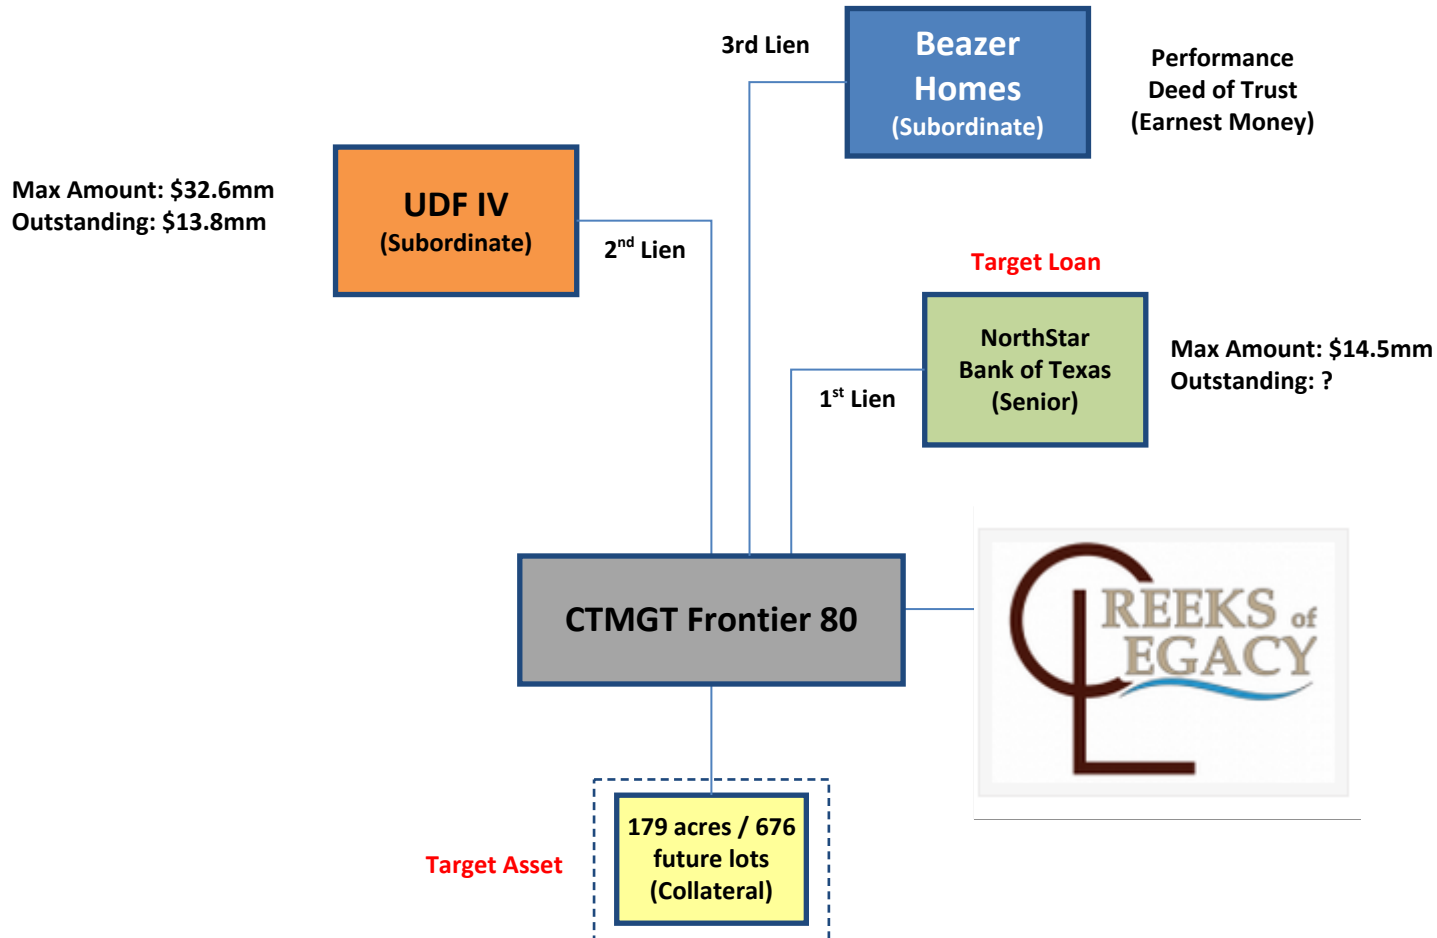 3rd Lien
Beazer
Homes
(Subordinate)
Performance
Deed of Trust
(Earnest Money)
Max Amount: $32.6mm
Outstanding: $13.8mm
UDF IV
(Subordinate)
2nd Lien
Target Loan
NorthStar
Bank of Texas
(Senior)
Max Amount: $14.5mm
Outstanding: ?
1st Lien
CTMGT Frontier 80
CREEKS of
LEGACY
Target Asset
179 acres / 676
future lots
(Collateral)